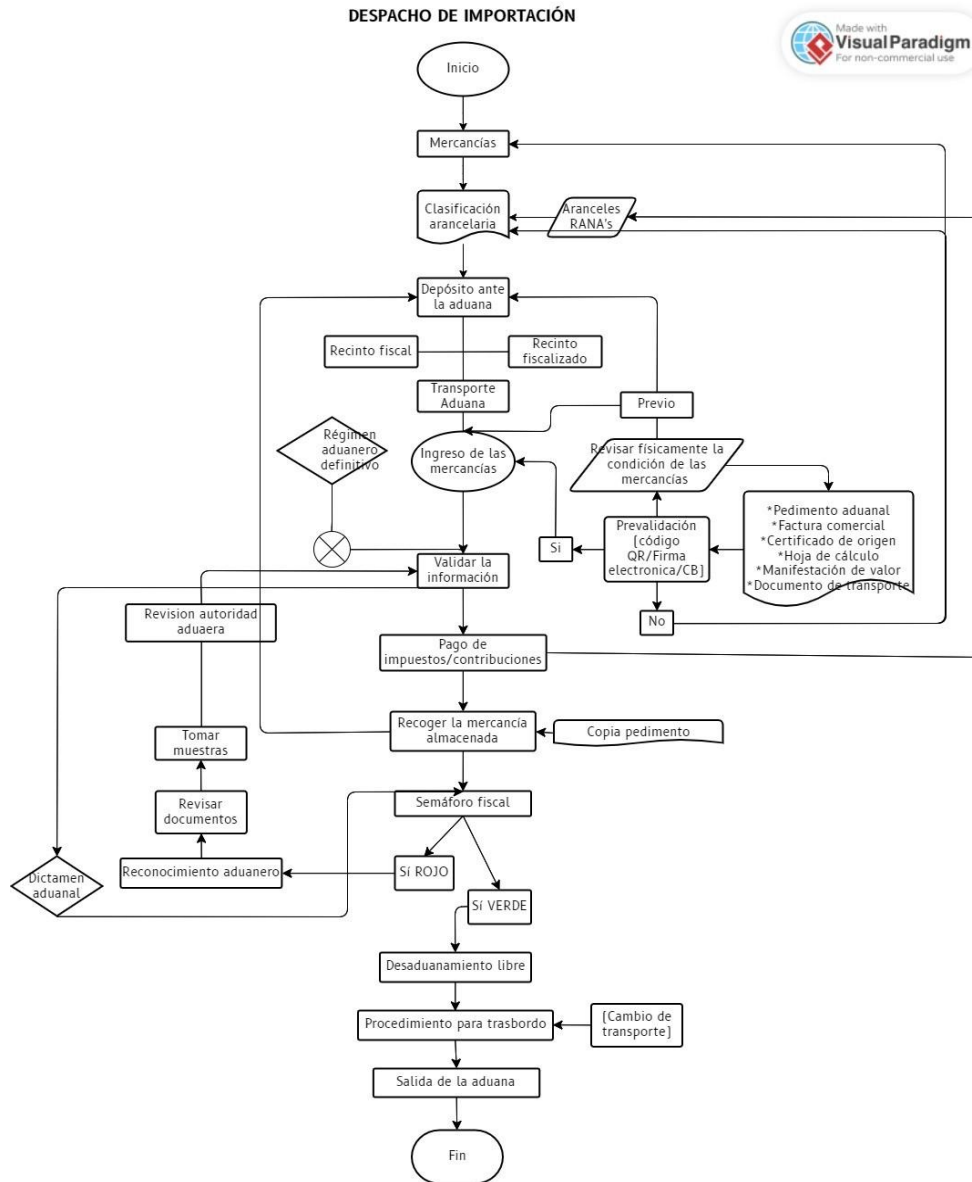 DESPACHO DE IMPORTACIÓN
Made with
Visual Paradigm
For non-commercial use
Inicio
Mercancías
Clasificación
arancelaria
Aranceles
RANA's
Depósito ante
la aduana
Recinto fiscal
Recinto
fiscalizado
Transporte
Aduana
Previo
Régimen
aduanero
definitivo
Ingreso de las
mercancías
Revisar físicamente la
condición de las
mercancías
*Pedimento aduanal
*Factura comercial
*Certificado de origen
*Hoja de cálculo
*Manifestación de valor
*Documento de transporte
Prevalidación
[código
QR/Firma
electronica/CB]
Si
No
Validar la
información
Revision autoridad
aduaera
Pago de
impuestos/contribuciones
Recoger la mercancía
almacenada
Copia pedimento
Tomar
muestras
Revisar
documentos
Semáforo fiscal
Dictamen
aduanal
Reconocimiento aduanero
Sí ROJO
Sí VERDE
Desaduanamiento libre
Procedimiento para trasbordo
[Cambio de
transporte]
Salida de la aduana
Fin